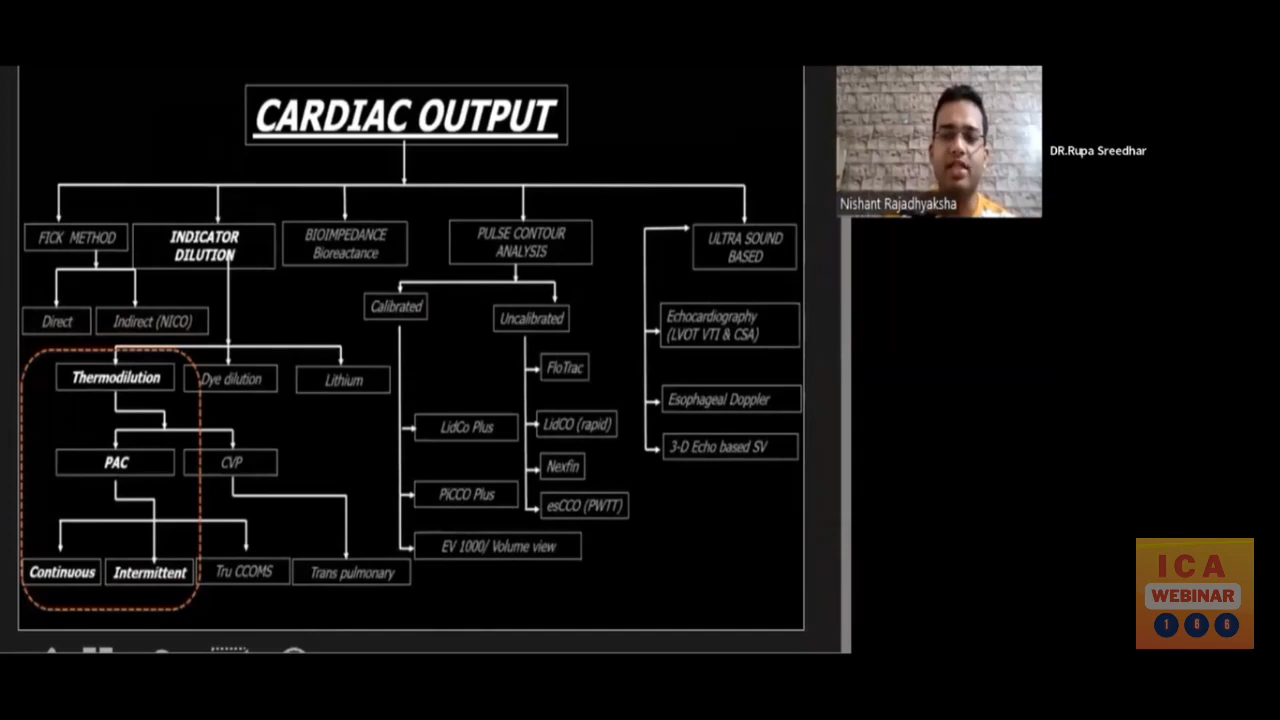 CARDIAC OUTPUT
FICK METHOD
INDICATOR
DILUTION
BIOIMPEDANCE
Bioreactance
PULSE CONTOUR
ANALYSIS
ULTRA SOUND
BASED
Direct
Indirect (NICO)
Calibrated
Uncalibrated
Echocardiography
(LVOT VTI & CSA)
Thermodilution
Dye dilution
Lithium
FloTrac
Esophageal Doppler
LidCo Plus
LidCO (rapid)
3-D Echo based SV
PAC
CVP
Nexfin
PiCCO Plus
esCCO (PWTT)
EV 1000/ Volume view
Continuous
Intermittent
Tru CCOMS
Trans pulmonary
Nishant Rajadhyaksha
DR.Rupa Sreedhar
ICA
WEBINAR
166